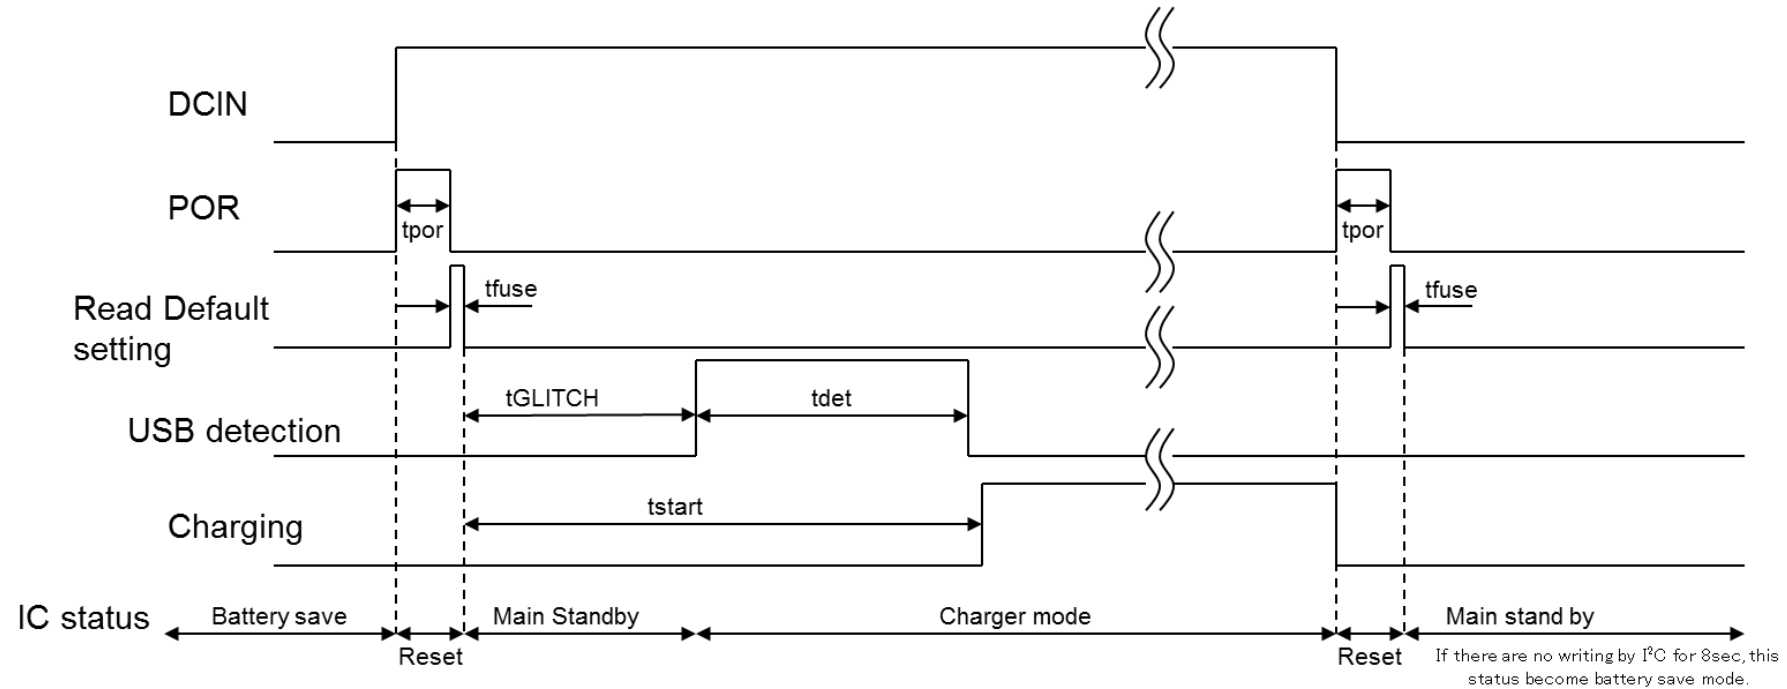 DCIN
POR
tpor
tpor
Read Default
setting
tfuse
tfuse
USB detection
tGLITCH
tdet
Charging
tstart
IC status
Battery save
Reset
Main Standby
Charger mode
Reset
Main stand by
If there are no writing by I²C for 8sec, this
status become battery save mode.